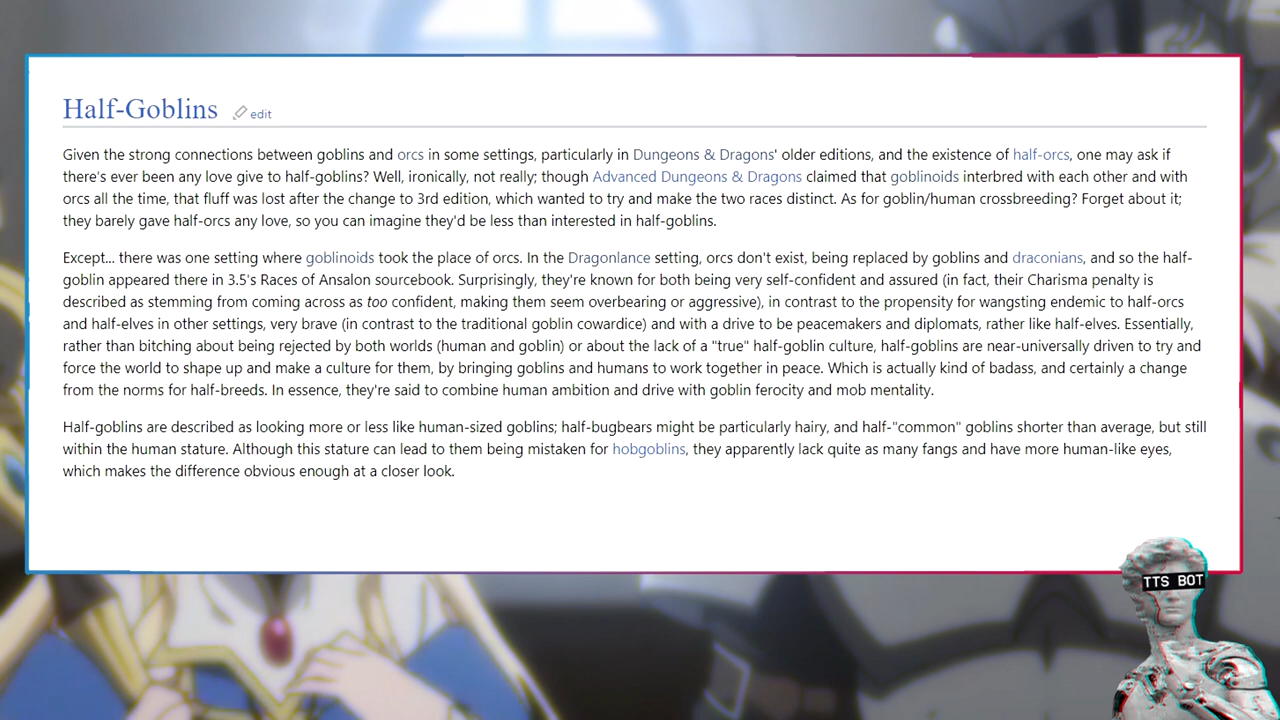 Half-Goblins edit
Given the strong connections between goblins and orcs in some settings, particularly in Dungeons & Dragons' older editions, and the existence of half-orcs, one may ask if
there's ever been any love give to half-goblins? Well, ironically, not really; though Advanced Dungeons & Dragons claimed that goblinoids interbred with each other and with
orcs all the time, that fluff was lost after the change to 3rd edition, which wanted to try and make the two races distinct. As for goblin/human crossbreeding? Forget about it;
they barely gave half-orcs any love, so you can imagine they'd be less than interested in half-goblins.
Except... there was one setting where goblinoids took the place of orcs. In the Dragonlance setting, orcs don't exist, being replaced by goblins and draconians, and so the half-
goblin appeared there in 3.5's Races of Ansalon sourcebook. Surprisingly, they're known for both being very self-confident and assured (in fact, their Charisma penalty is
described as stemming from coming across as too confident, making them seem overbearing or aggressive), in contrast to the propensity for wangsting endemic to half-orcs
and half-elves in other settings, very brave (in contrast to the traditional goblin cowardice) and with a drive to be peacemakers and diplomats, rather like half-elves. Essentially,
rather than bitching about being rejected by both worlds (human and goblin) or about the lack of a "true" half-goblin culture, half-goblins are near-universally driven to try and
force the world to shape up and make a culture for them, by bringing goblins and humans to work together in peace. Which is actually kind of badass, and certainly a change
from the norms for half-breeds. In essence, they're said to combine human ambition and drive with goblin ferocity and mob mentality.
Half-goblins are described as looking more or less like human-sized goblins; half-bugbears might be particularly hairy, and half-"common" goblins shorter than average, but still
within the human stature. Although this stature can lead to them being mistaken for hobgoblins, they apparently lack quite as many fangs and have more human-like eyes,
which makes the difference obvious enough at a closer look.
TTS BOT